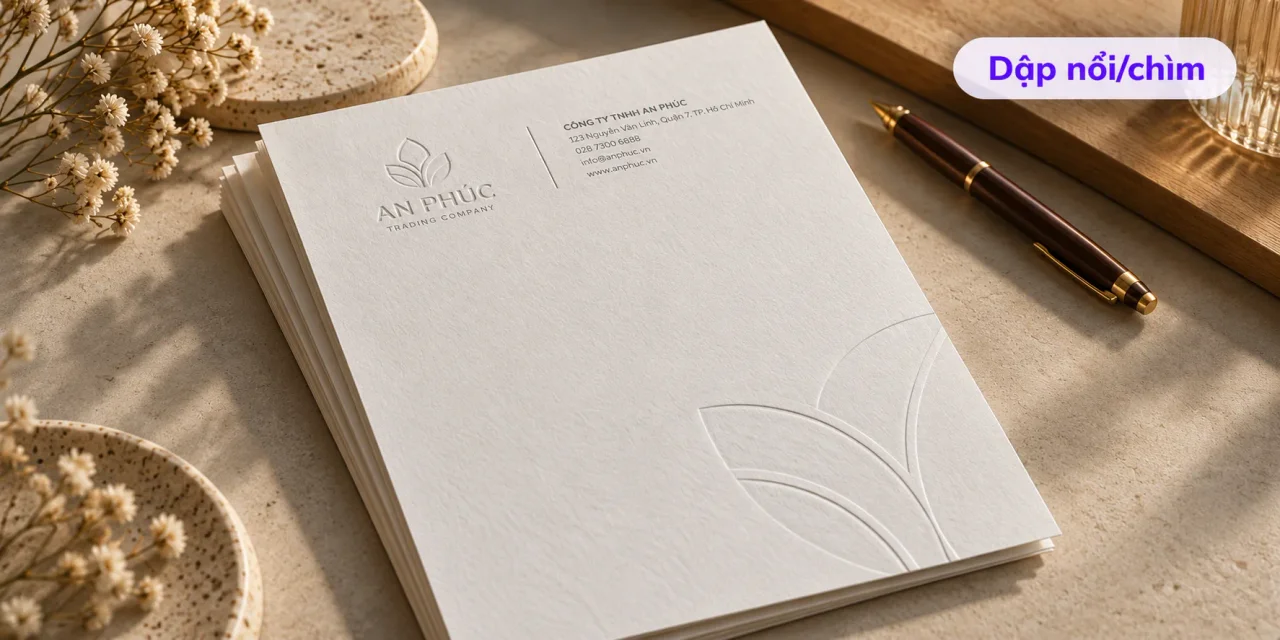 Dập nổi/chìm
AN PHÚC
TRADING COMPANY
CÔNG TY TNHH AN PHÚC
123 Nguyễn Văn Linh, Quận 7, TP. Hồ Chí Minh
028 7300 6688
info@anphuc.vn
www.anphuc.vn